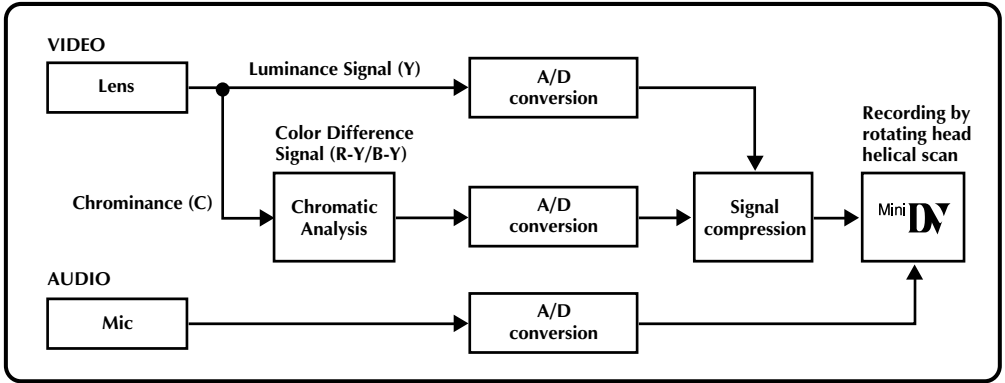 VIDEO
Lens
Luminance Signal (Y)
A/D
conversion
Color Difference
Signal (R-Y/B-Y)
Chrominance (C)
Chromatic
Analysis
A/D
conversion
Signal
compression
Recording by
rotating head
helical scan
Mini DV
AUDIO
Mic
A/D
conversion